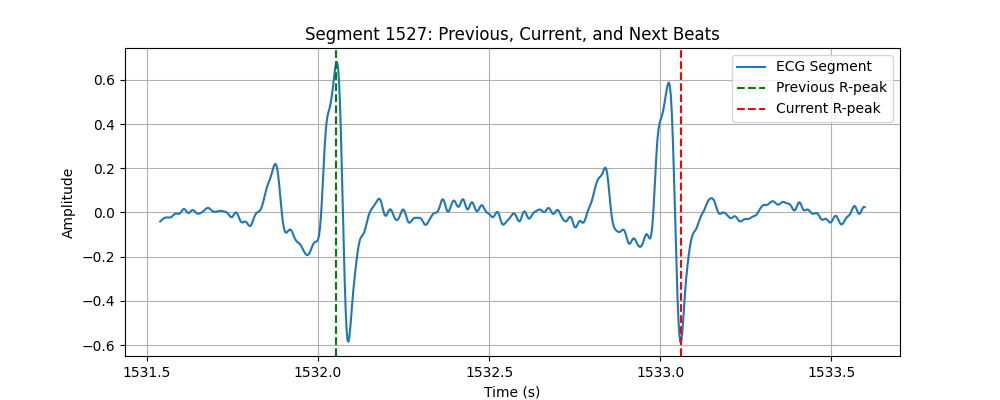 Segment 1527: Previous, Current, and Next Beats
ECG Segment
Previous R-peak
Current R-peak
Amplitude
0.6
0.4
0.2
0.0
−0.2
−0.4
−0.6
1531.5
1532.0
1532.5
1533.0
1533.5
Time (s)